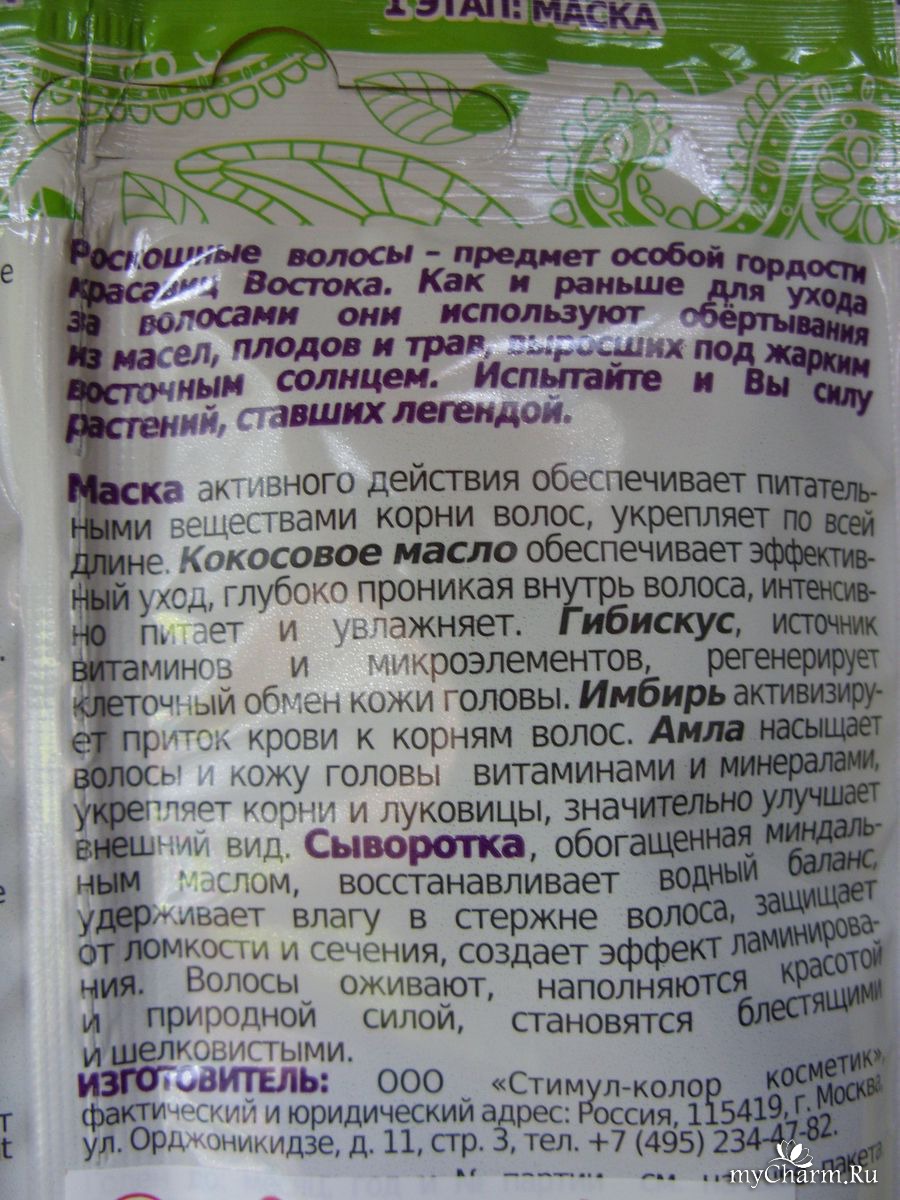 1 ЭТАП: МАСКА
Роскошные волосы – предмет особой гордости
красавиц Востока. Как и раньше для ухода
за волосами они используют обёртывания
из масел, плодов и трав, выросших под жарким
восточным солнцем. Испытайте и Вы силу
растений, ставших легендой.
Маска активного действия обеспечивает питатель-
ными веществами корни волос, укрепляет по всей
длине. Кокосовое масло обеспечивает эффектив-
ный уход, глубоко проникая внутрь волоса, интенсив-
но питает и увлажняет. Гибискус, источник
витаминов и микроэлементов, регенерирует
клеточный обмен кожи головы. Имбирь активизиру-
ет приток крови к корням волос. Амла насыщает
волосы и кожу головы витаминами и минералами,
укрепляет корни и луковицы, значительно улучшает
внешний вид. Сыворотка, обогащенная миндаль-
ным маслом, восстанавливает водный баланс,
удерживает влагу в стержне волоса, защищает
от ломкости и сечения, создает эффект ламинирова-
ния. Волосы оживают, наполняются красотой
и природной силой, становятся блестящими
и шелковистыми.
ИЗГОТОВИТЕЛЬ: ООО «Стимул-колор косметик»,
фактический и юридический адрес: Россия, 115419, г. Москва,
ул. Орджоникидзе, д. 11, стр. 3, тел. +7 (495) 234-47-82.
пакета
myCharm.Ru